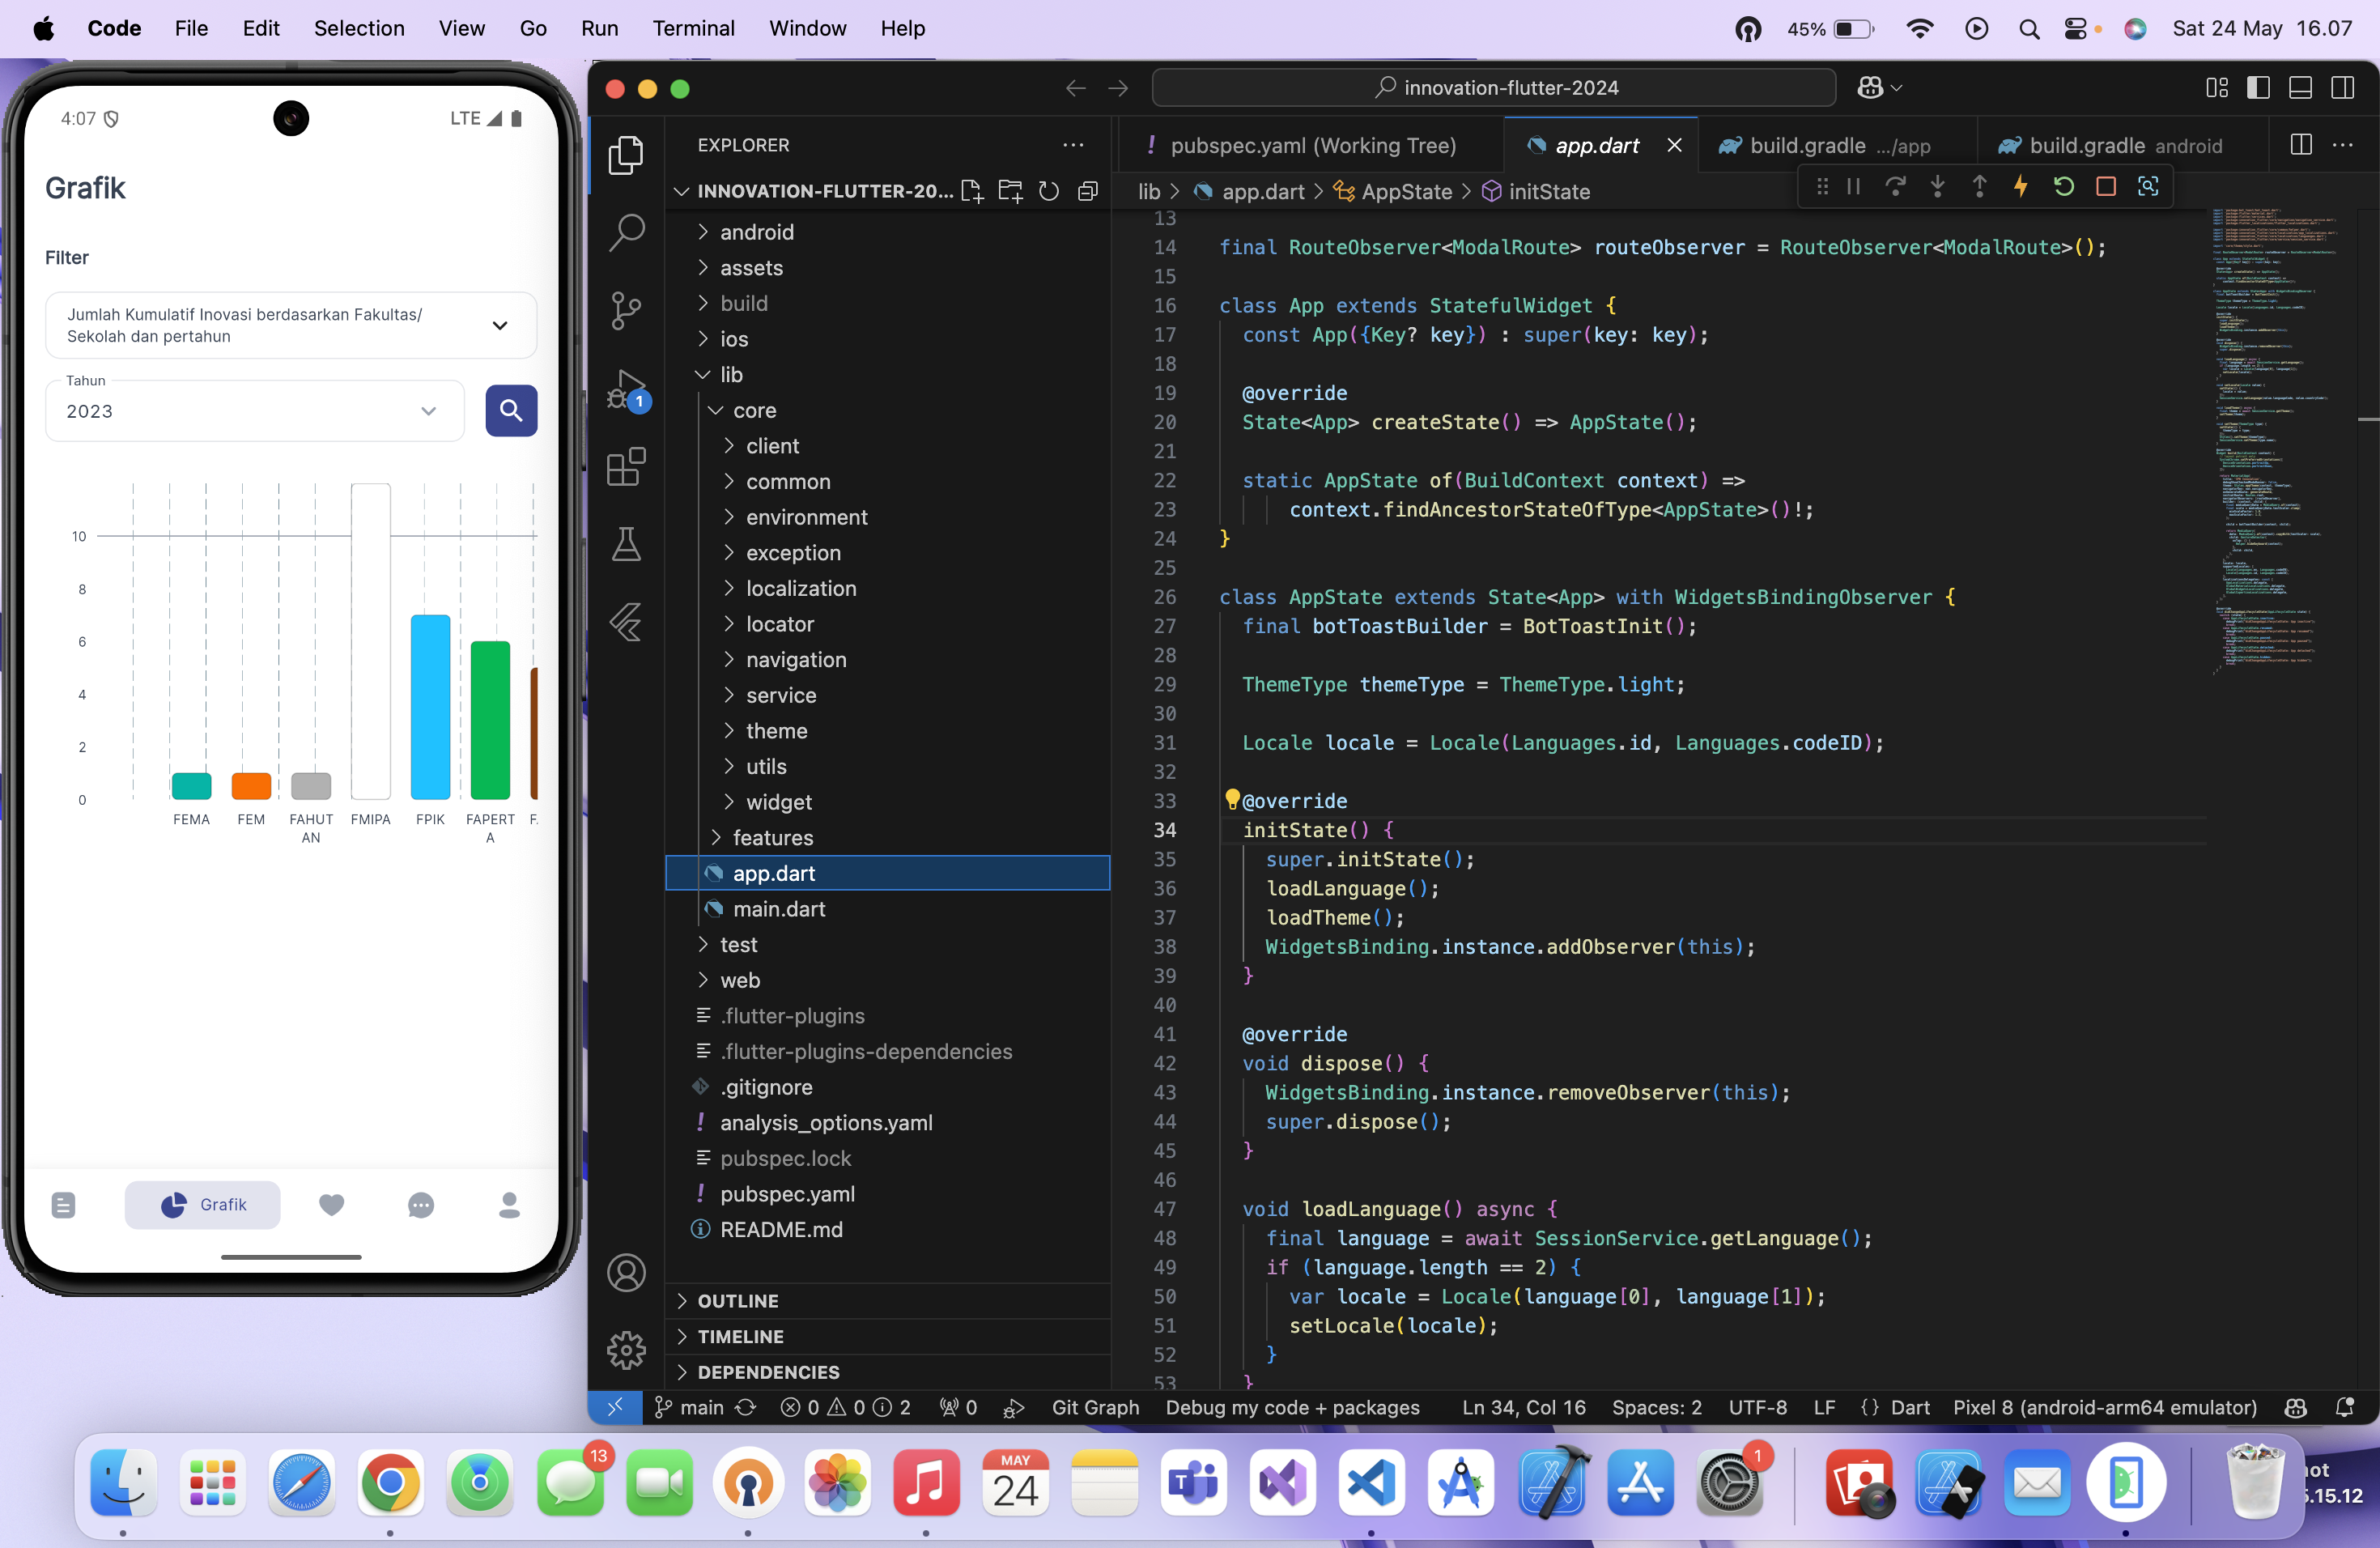 Code File Edit Selection View Go Run Terminal Window Help
45% Sat 24 May 16.07
4:07 LTE
Grafik
Filter
Jumlah Kumulatif Inovasi berdasarkan Fakultas/
Sekolah dan pertahun
Tahun
2023
10
8
6
4
2
0
FEMA FEM FAHUT
AN FMIPA FPIK FAPERT
A F.
Grafik
innovation-flutter-2024
EXPLORER
INNOVATION-FLUTTER-20...
android
assets
build
ios
lib
core
client
common
environment
exception
localization
locator
navigation
service
theme
utils
widget
features
app.dart
main.dart
test
web
.flutter-plugins
.flutter-plugins-dependencies
.gitignore
! analysis_options.yaml
pubspec.lock
! pubspec.yaml
README.md
OUTLINE
TIMELINE
DEPENDENCIES
1
! pubspec.yaml (Working Tree) app.dart build.gradle .../app build.gradle android
lib > app.dart > AppState > initState
13
14 final RouteObserver<ModalRoute> routeObserver = RouteObserver<ModalRoute>();
15
16 class App extends StatefulWidget {
17 const App({Key? key}) : super(key: key);
18
19 @override
20 State<App> createState() => AppState();
21
22 static AppState of(BuildContext context) =>
23 context.findAncestorStateOfType<AppState>()!;
24 }
25
26 class AppState extends State<App> with WidgetsBindingObserver {
27 final botToastBuilder = BotToastInit();
28
29 ThemeType themeType = ThemeType.light;
30
31 Locale locale = Locale(Languages.id, Languages.codeID);
32
33 @override
34 initState() {
35 super.initState();
36 loadLanguage();
37 loadTheme();
38 WidgetsBinding.instance.addObserver(this);
39 }
40
41 @override
42 void dispose() {
43 WidgetsBinding.instance.removeObserver(this);
44 super.dispose();
45 }
46
47 void loadLanguage() async {
48 final language = await SessionService.getLanguage();
49 if (language.length == 2) {
50 var locale = Locale(language[0], language[1]);
51 setLocale(locale);
52 }
53 }
main 0 0 2 0 Git Graph Debug my code + packages Ln 34, Col 16 Spaces: 2 UTF-8 LF {} Dart Pixel 8 (android-arm64 emulator)
13
MAY
24
T
1
5.15.12